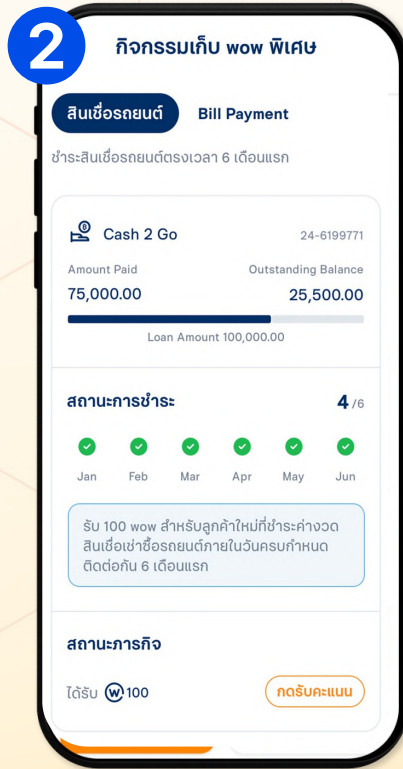 2
กิจกรรมเก็บ wow พิเศษ
สินเชื่อรถยนต์ Bill Payment
ชำระสินเชื่อรถยนต์ตรงเวลา 6 เดือนแรก
Cash 2 Go 24-6199771
Amount Paid Outstanding Balance
75,000.00 25,500.00
Loan Amount 100,000.00
สถานะการชำระ 4 /6
Jan Feb Mar Apr May Jun
รับ 100 wow สำหรับลูกค้าใหม่ที่ชำระค่างวด
สินเชื่อเช่าซื้อรถยนต์ภายในวันครบกำหนด
ติดต่อกัน 6 เดือนแรก
สถานะภารกิจ
ได้รับ w 100 กดรับคะแนน